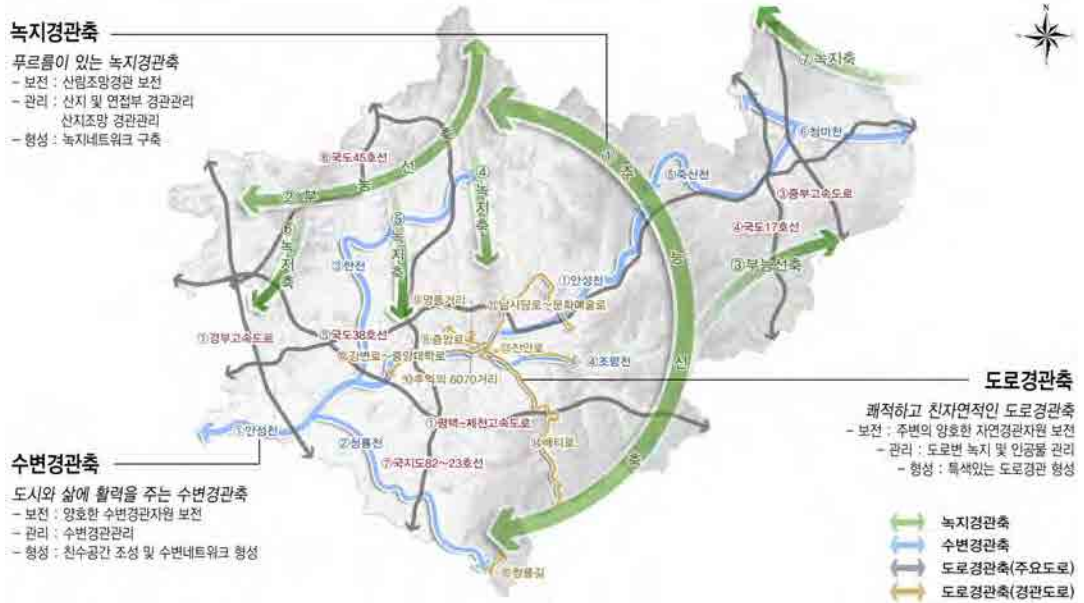 녹지경관축
푸르름이 있는 녹지경관축
- 보전 : 산림조망경관 보전
- 관리 : 산지 및 연접부 경관관리
산지조망 경관관리
- 형성 : 녹지네트워크 구축
⑦녹지축
⑥청미천
⑥국도45호선
①주능선축
②부능선축
④녹지축
⑤죽산천
③중부고속도로
④국도17호선
⑤녹지축
⑥녹지축
③부능선축
③한천
①안성천
⑨명동거리
⑪남사당로~문화예술로
①경부고속도로
⑤국도38호선
⑧중앙로
④조령천
강변로~중앙대학로
⑩추억의 6070거리
①안성천
②청룡천
①평택~제천고속도로
⑭배티로
⑦국지도82~23호선
청룡길
도로경관축
쾌적하고 친자연적인 도로경관축
- 보전 : 주변의 양호한 자연경관자원 보전
- 관리 : 도로변 녹지 및 인공물 관리
- 형성 : 특색있는 도로경관 형성
수변경관축
도시와 삶에 활력을 주는 수변경관축
- 보전 : 양호한 수변경관자원 보전
- 관리 : 수변경관관리
- 형성 : 친수공간 조성 및 수변네트워크 형성
녹지경관축
수변경관축
도로경관축(주요도로)
도로경관축(경관도로)